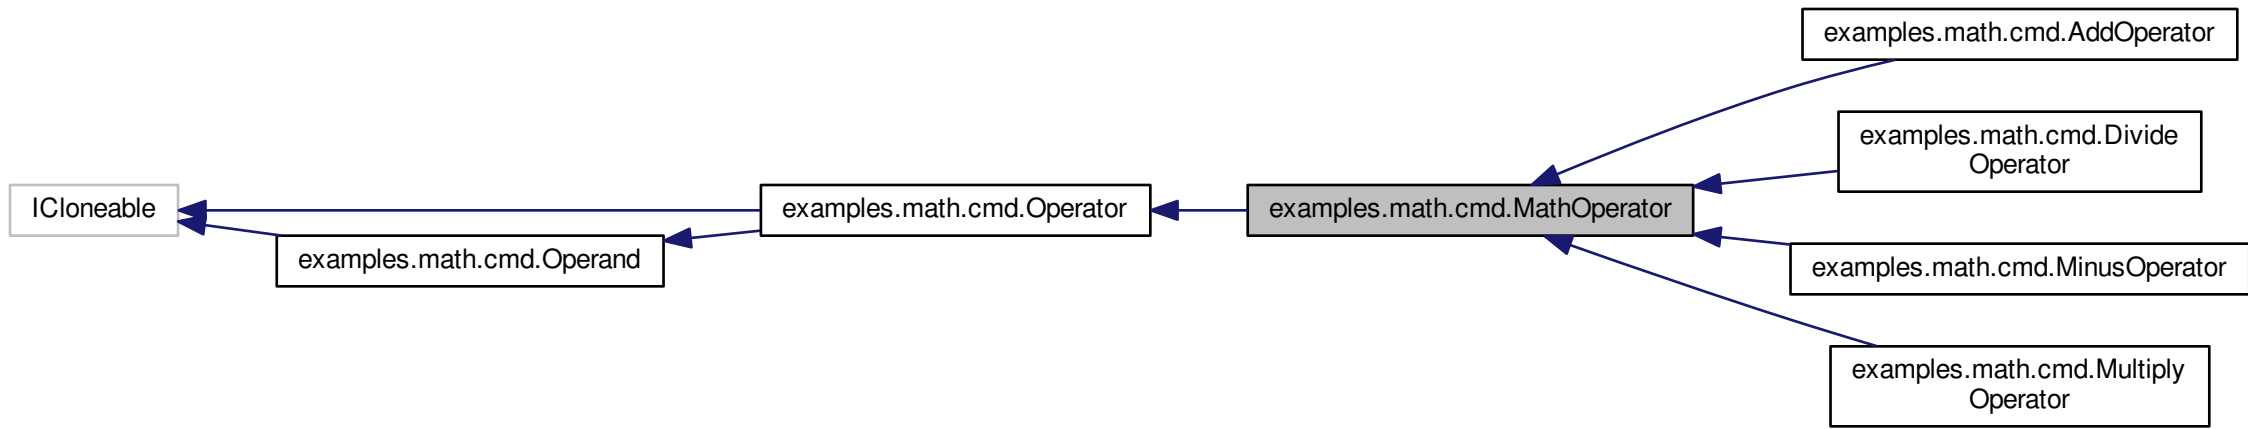 examples.math.cmd.AddOperator
examples.math.cmd.Divide
Operator
ICloneable
examples.math.cmd.Operator
examples.math.cmd.MathOperator
examples.math.cmd.Operand
examples.math.cmd.MinusOperator
examples.math.cmd.Multiply
Operator